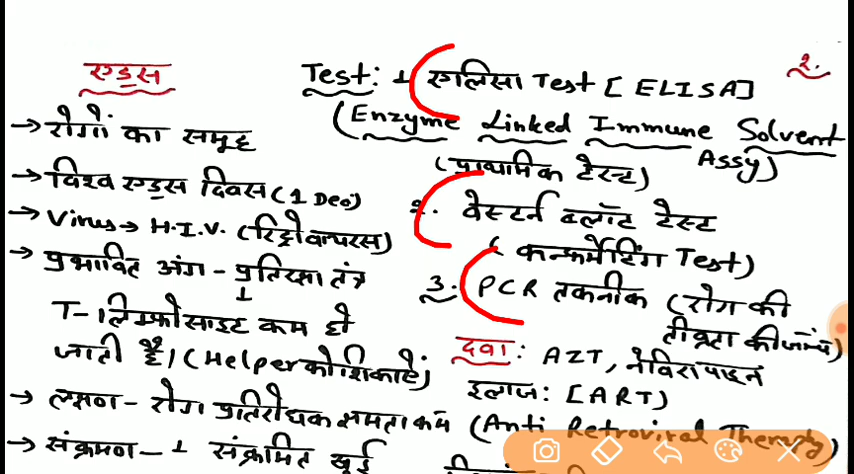 2.
एड्स
→ रोगों का समूह
→ विश्व एड्स दिवस (1 Dec)
→ Virus → H.I.V. (रिट्रोवायरस)
→ प्रभावित अंग - प्रतिरक्षा तंत्र
↓
T-लिम्फोसाइट कम हो
जाती हैं। (Helper कोशिकाएँ)
→ लक्षण - रोग प्रतिरोधक क्षमता कम
→ संक्रमण - 1 संक्रमित सुई
Test: 1 एलिसा Test [ELISA]
(Enzyme Linked Immune Solvent
Assy)
(प्राथमिक टेस्ट)
2. वेस्टर्न ब्लॉट टेस्ट
(कन्फर्मेटिंग Test)
3. PCR तकनीक (रोग की
तीव्रता की जांच)
दवा: AZT, नेविरापाइन
इलाज: [ART)
(Anti Retroviral Therapy)